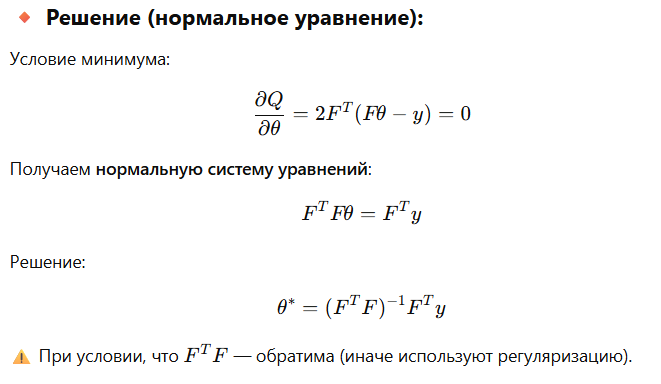 🔸 Решение (нормальное уравнение):
Условие минимума:
∂Q/∂θ = 2F^T(Fθ − y) = 0
Получаем нормальную систему уравнений:
F^T Fθ = F^T y
Решение:
θ* = (F^T F)^−1 F^T y
⚠️ При условии, что F^T F — обратима (иначе используют регуляризацию).